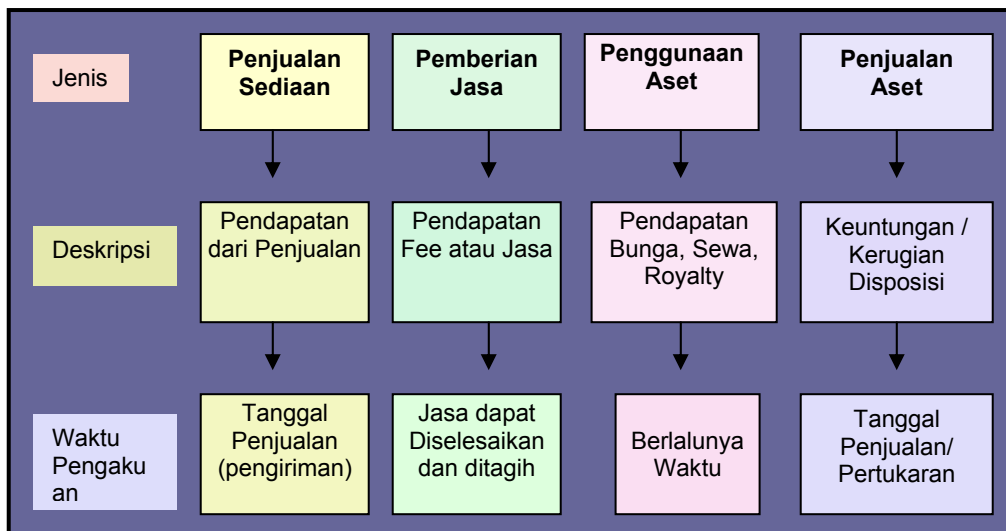 Jenis
Penjualan
Sediaan
Pemberian
Jasa
Penggunaan
Aset
Penjualan
Aset
Deskripsi
Pendapatan
dari Penjualan
Pendapatan
Fee atau Jasa
Pendapatan
Bunga, Sewa,
Royalty
Keuntungan /
Kerugian
Disposisi
Waktu
Pengaku
an
Tanggal
Penjualan
(pengiriman)
Jasa dapat
Diselesaikan
dan ditagih
Berlalunya
Waktu
Tanggal
Penjualan/
Pertukaran